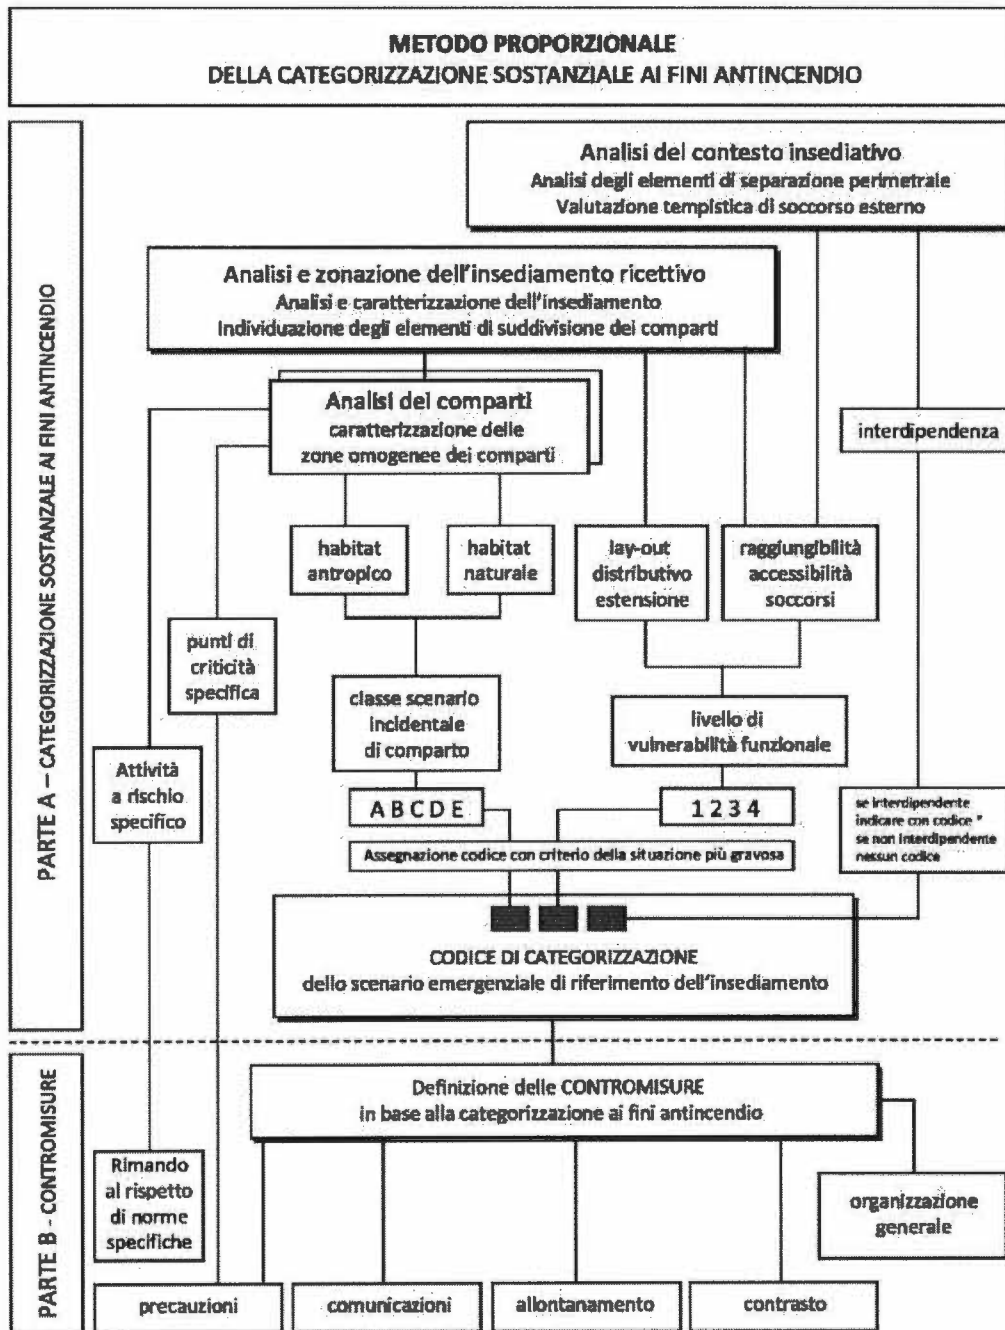 METODO PROPORZIONALE
DELLA CATEGORIZZAZIONE SOSTANZIALE AI FINI ANTINCENDIO
PARTE A – CATEGORIZZAZIONE SOSTANZALE AI FINI ANTINCENDIO
Analisi del contesto insediativo
Analisi degli elementi di separazione perimetrale
Valutazione tempistica di soccorso esterno
Analisi e zonazione dell'insediamento ricettivo
Analisi e caratterizzazione dell'insediamento
Individuazione degli elementi di suddivisione dei comparti
Analisi dei comparti
caratterizzazione delle
zone omogenee dei comparti
interdipendenza
habitat
antropico
habitat
naturale
lay-out
distributivo
estensione
raggiungibilità
accessibilità
soccorsi
punti di
criticità
specifica
classe scenario
incidentale
di comparto
livello di
vulnerabilità funzionale
Attività
a rischio
specifico
A B C D E
1 2 3 4
se interdipendente
indicare con codice *
se non interdipendente
nessun codice
Assegnazione codice con criterio della situazione più gravosa
CODICE DI CATEGORIZZAZIONE
dello scenario emergenziale di riferimento dell'insediamento
PARTE B - CONTROMISURE
Definizione delle CONTROMISURE
in base alla categorizzazione ai fini antincendio
Rimando
al rispetto
di norme
specifiche
organizzazione
generale
precauzioni
comunicazioni
allontanamento
contrasto